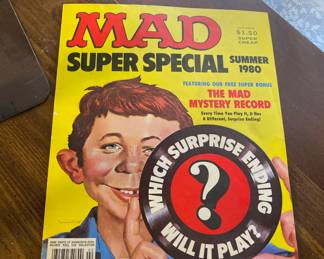 MAD
$1.50
SUPER
CHEAP
SUPER SPECIAL
SUMMER
1980
FEATURING OUR FREE SUPER BONUS
THE MAD
MYSTERY RECORD
Every Time You Play It, It Has
A Different, Surprise Ending!
WHICH SURPRISE ENDING
?
WILL IT PLAY?